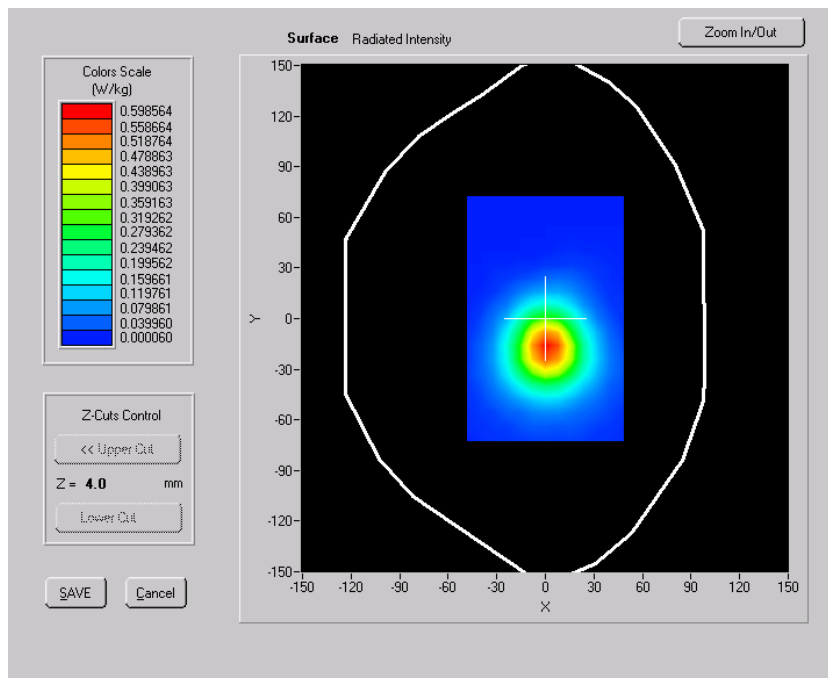 Surface Radiated Intensity
Zoom In/Out
Colors Scale
(W/kg)
0.598564
0.558664
0.518764
0.478863
0.438963
0.399063
0.359163
0.319262
0.279362
0.239462
0.199562
0.159661
0.119761
0.079861
0.039960
0.000060
Z-Cuts Control
<< Upper Cut
Z = 4.0 mm
Lower Cut
SAVE
Cancel
150
120
90
60
30
0
-30
-60
-90
-120
-150
Y
-150 -120 -90 -60 -30 0 30 60 90 120 150
X